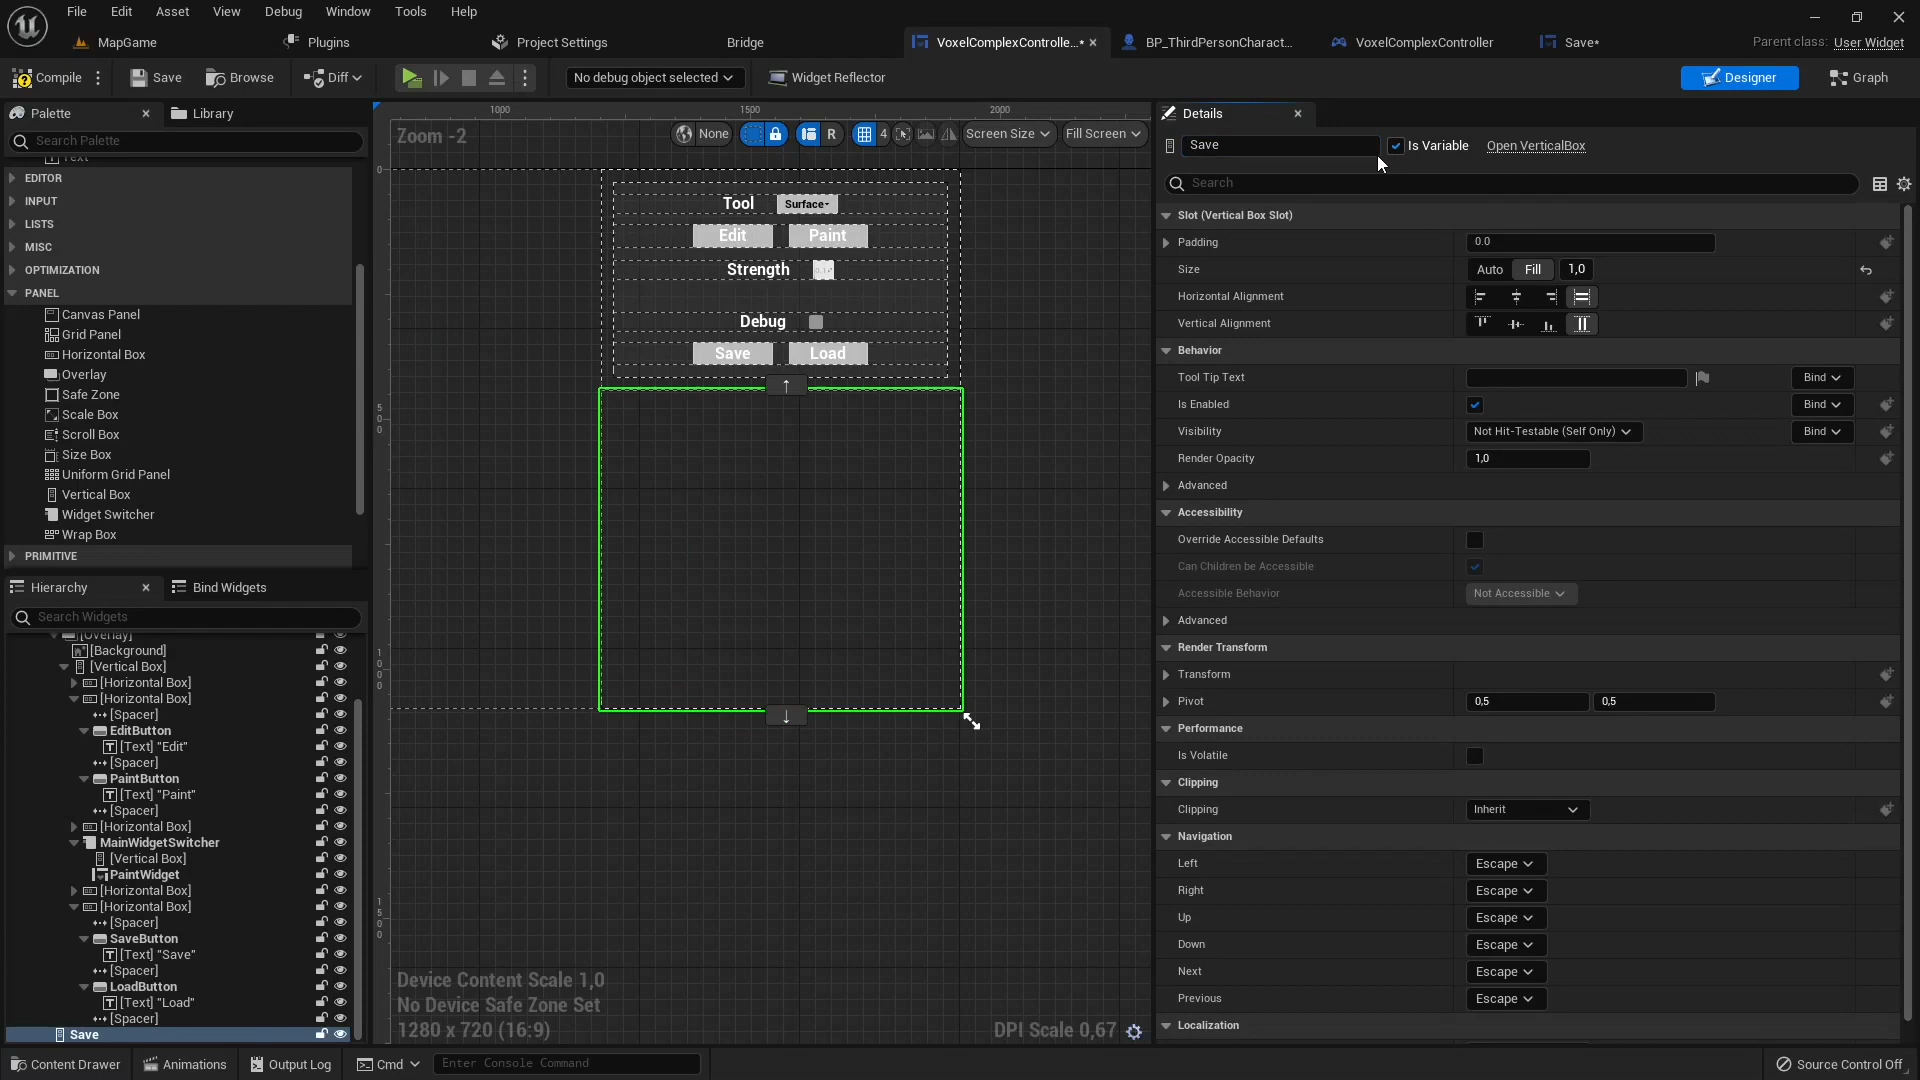 File Edit Asset View Debug Window Tools Help
MapGame Plugins Project Settings Bridge VoxelComplexControlle...* BP_ThirdPersonCharact... VoxelComplexController Save* Parent class: User Widget
Compile Save Browse Diff No debug object selected Widget Reflector Designer Graph
Palette Library
Search Palette
Text
EDITOR
INPUT
LISTS
MISC
OPTIMIZATION
PANEL
Canvas Panel
Grid Panel
Horizontal Box
Overlay
Safe Zone
Scale Box
Scroll Box
Size Box
Uniform Grid Panel
Vertical Box
Widget Switcher
Wrap Box
PRIMITIVE
Hierarchy Bind Widgets
Search Widgets
[Overlay]
[Background]
[Vertical Box]
[Horizontal Box]
[Horizontal Box]
[Spacer]
EditButton
[Text] "Edit"
[Spacer]
PaintButton
[Text] "Paint"
[Spacer]
[Horizontal Box]
MainWidgetSwitcher
[Vertical Box]
PaintWidget
[Horizontal Box]
[Horizontal Box]
[Spacer]
SaveButton
[Text] "Save"
[Spacer]
LoadButton
[Text] "Load"
[Spacer]
Save
1000 1500 2000
Zoom -2 None R 4 Screen Size Fill Screen
0
500
1000
1500
Tool Surface
Edit Paint
Strength
Debug
Save Load
Device Content Scale 1,0
No Device Safe Zone Set
1280 x 720 (16:9) DPI Scale 0,67
Details
Save Is Variable Open VerticalBox
Search
Slot (Vertical Box Slot)
Padding 0.0
Size Auto Fill 1,0
Horizontal Alignment
Vertical Alignment
Behavior
Tool Tip Text Bind
Is Enabled Bind
Visibility Not Hit-Testable (Self Only) Bind
Render Opacity 1,0
Advanced
Accessibility
Override Accessible Defaults
Can Children be Accessible
Accessible Behavior Not Accessible
Advanced
Render Transform
Transform
Pivot 0,5 0,5
Performance
Is Volatile
Clipping
Clipping Inherit
Navigation
Left Escape
Right Escape
Up Escape
Down Escape
Next Escape
Previous Escape
Localization
Content Drawer Animations Output Log Cmd Enter Console Command Source Control Off